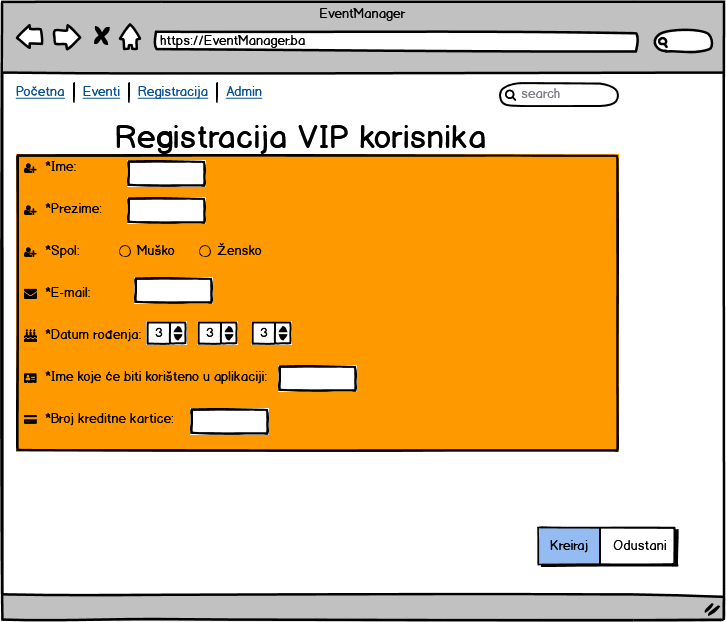 EventManager
https://EventManager.ba
Početna Eventi Registracija Admin search
Registracija VIP korisnika
*Ime:
*Prezime:
*Spol: Muško Žensko
*E-mail:
*Datum rođenja: 3 3 3
*Ime koje će biti korišteno u aplikaciji:
*Broj kreditne kartice:
Kreiraj Odustani